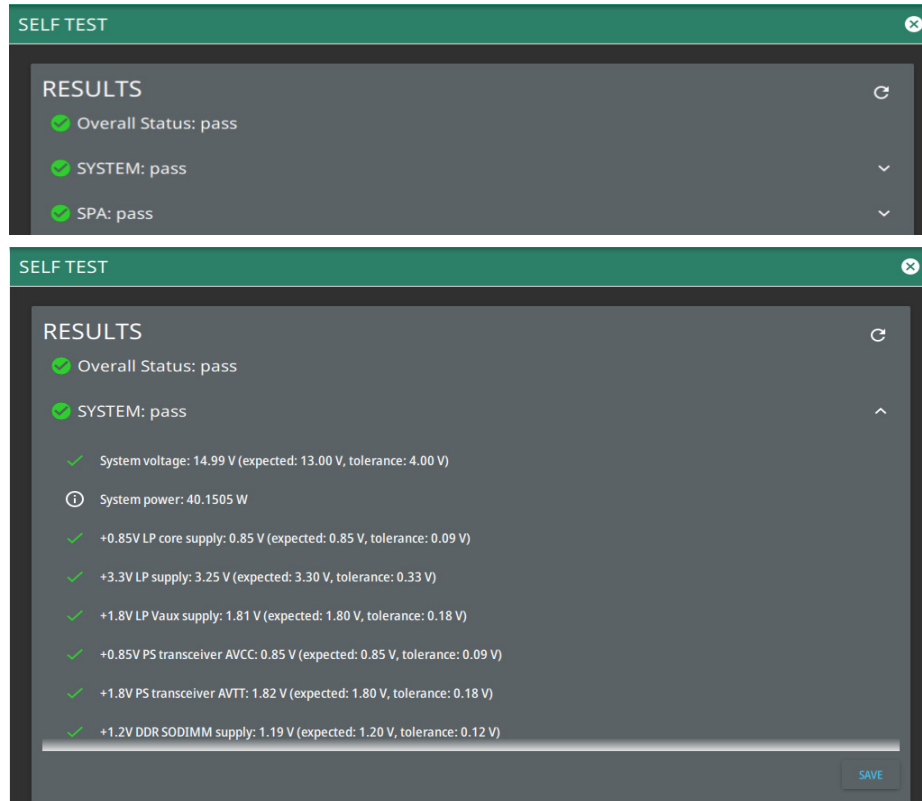 SELF TEST
RESULTS
Overall Status: pass
SYSTEM: pass
SPA: pass
SELF TEST
RESULTS
Overall Status: pass
SYSTEM: pass
System voltage: 14.99 V (expected: 13.00 V, tolerance: 4.00 V)
System power: 40.1505 W
+0.85V LP core supply: 0.85 V (expected: 0.85 V, tolerance: 0.09 V)
+3.3V LP supply: 3.25 V (expected: 3.30 V, tolerance: 0.33 V)
+1.8V LP Vaux supply: 1.81 V (expected: 1.80 V, tolerance: 0.18 V)
+0.85V PS transceiver AVCC: 0.85 V (expected: 0.85 V, tolerance: 0.09 V)
+1.8V PS transceiver AVTT: 1.82 V (expected: 1.80 V, tolerance: 0.18 V)
+1.2V DDR SODIMM supply: 1.19 V (expected: 1.20 V, tolerance: 0.12 V)
SAVE